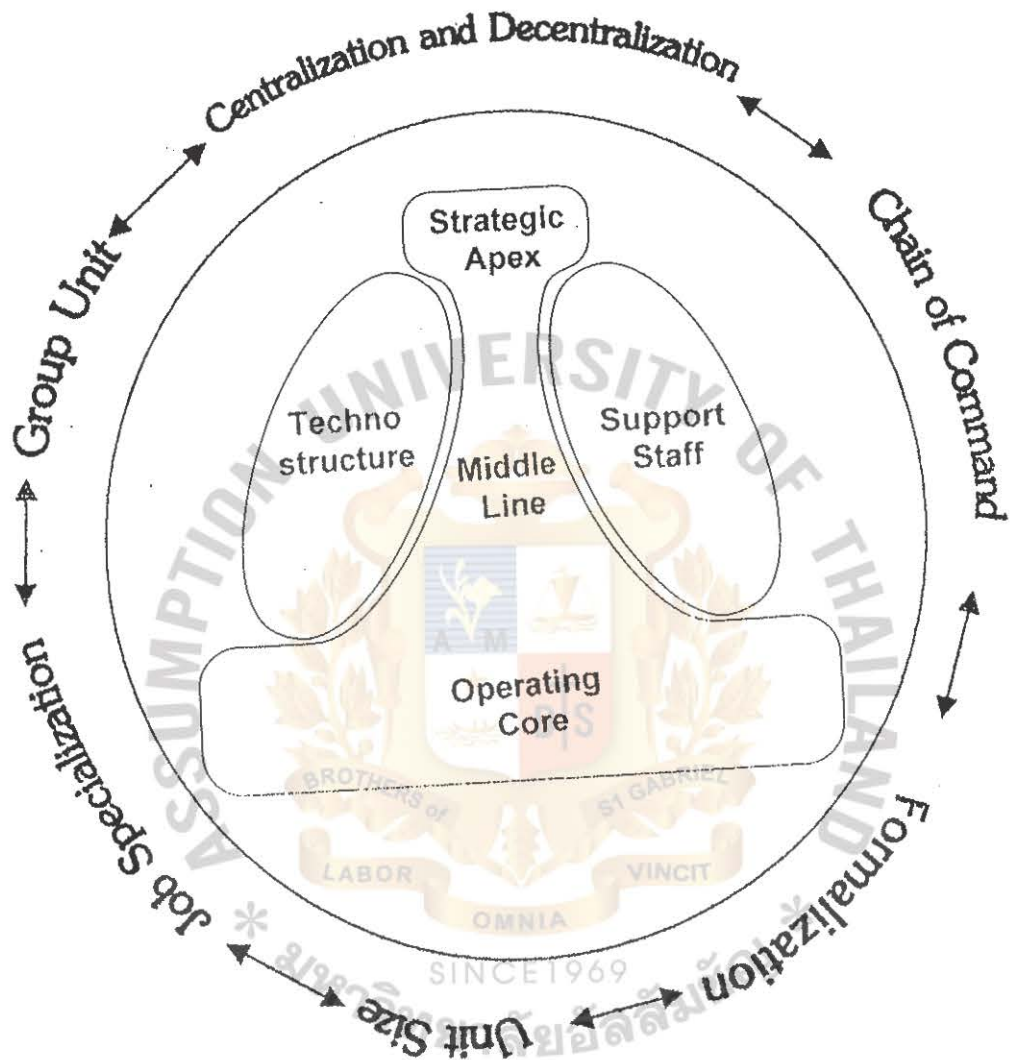 Centralization and Decentralization
Chain of Command
Formalization
Unit Size
Job Specialization
Group Unit
Strategic
Apex
Techno
structure
Middle
Line
Support
Staff
Operating
Core
ASSUMPTION UNIVERSITY OF THAILAND
A M
D S
BROTHERS of
S1 GABRIEL
LABOR
OMNIA
VINCIT
SINCE1969